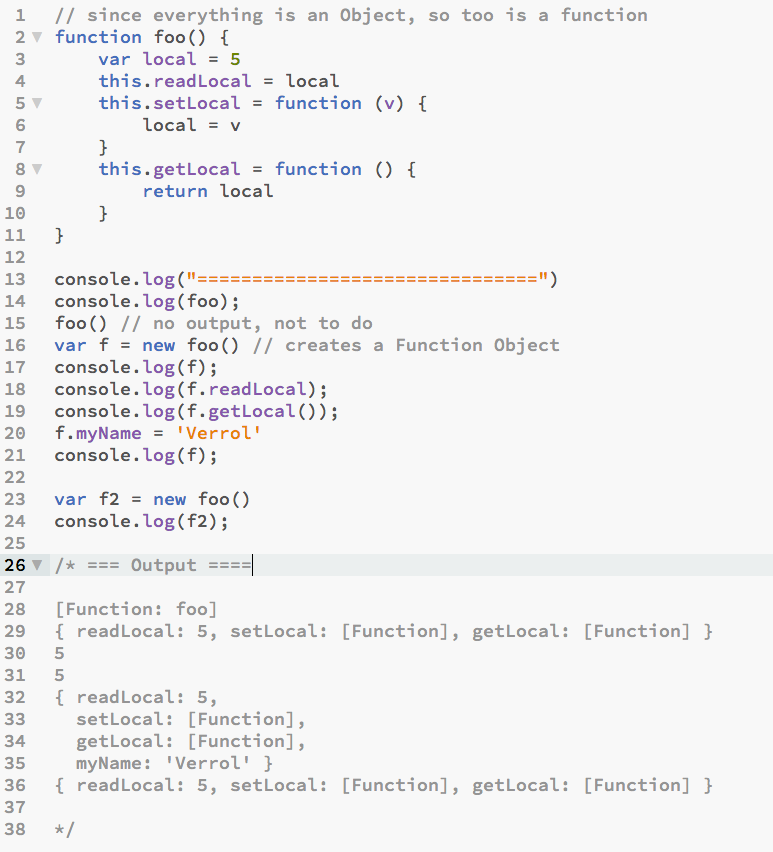 1 // since everything is an Object, so too is a function
2 function foo() {
3     var local = 5
4     this.readLocal = local
5     this.setLocal = function (v) {
6         local = v
7     }
8     this.getLocal = function () {
9         return local
10     }
11 }
12
13 console.log("===============================")
14 console.log(foo);
15 foo() // no output, not to do
16 var f = new foo() // creates a Function Object
17 console.log(f);
18 console.log(f.readLocal);
19 console.log(f.getLocal());
20 f.myName = 'Verrol'
21 console.log(f);
22
23 var f2 = new foo()
24 console.log(f2);
25
26 /* === Output ====
27
28 [Function: foo]
29 { readLocal: 5, setLocal: [Function], getLocal: [Function] }
30 5
31 5
32 { readLocal: 5,
33   setLocal: [Function],
34   getLocal: [Function],
35   myName: 'Verrol' }
36 { readLocal: 5, setLocal: [Function], getLocal: [Function] }
37
38 */